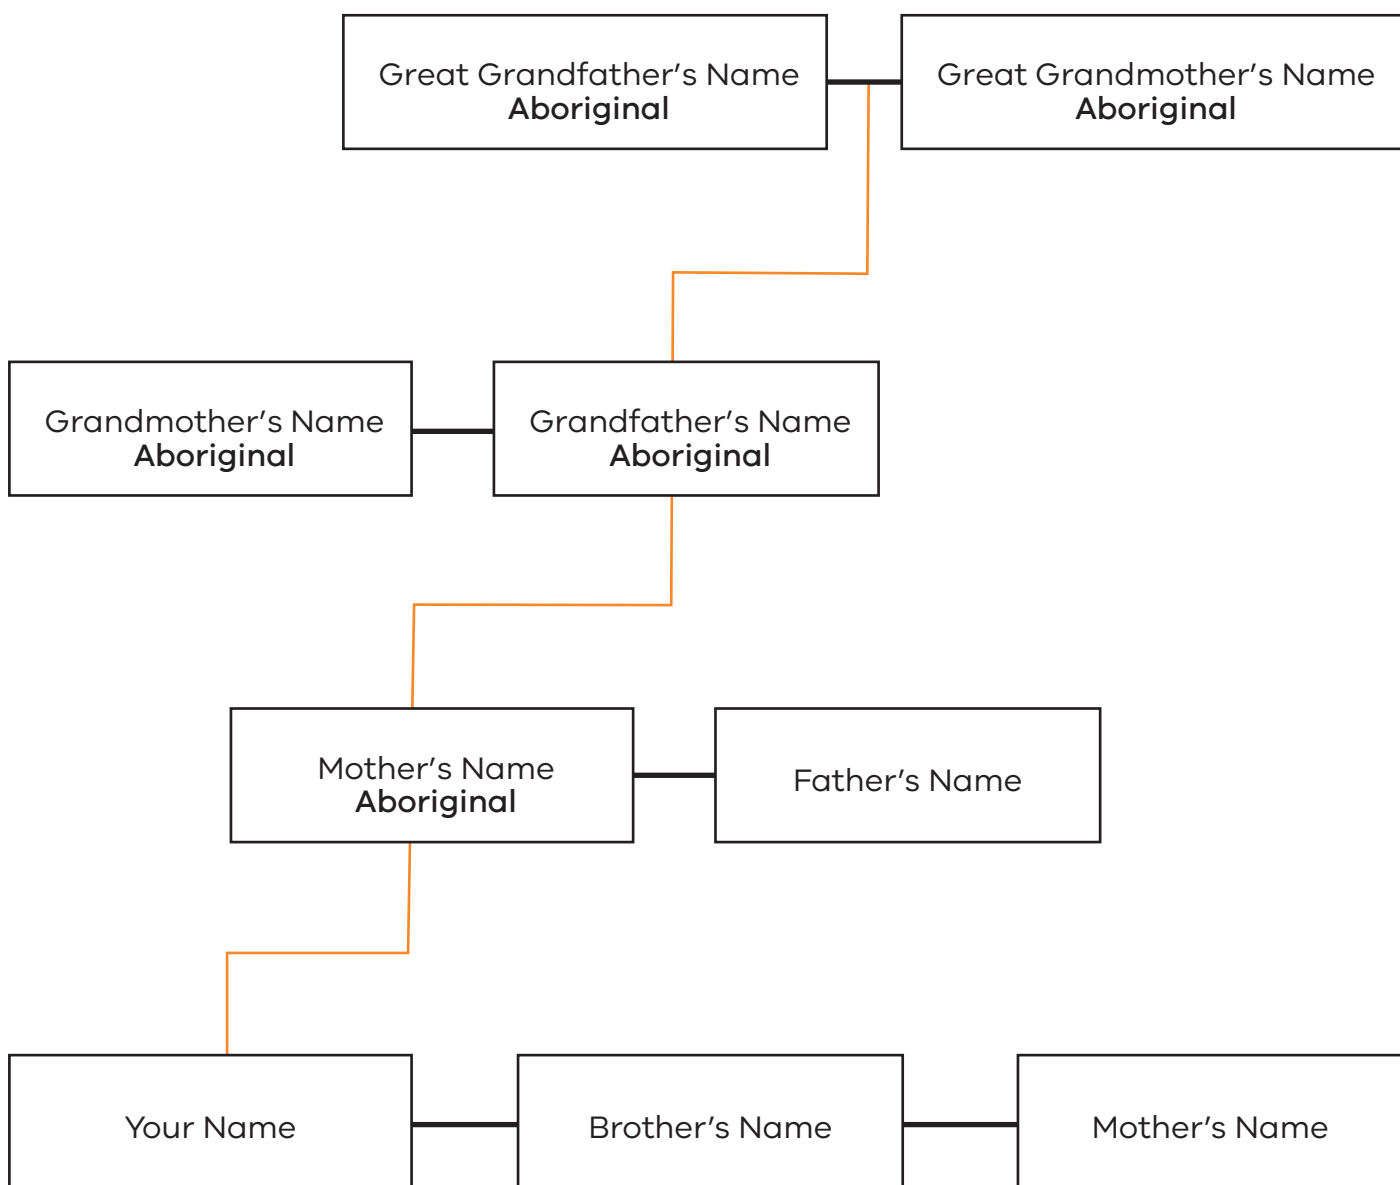 Great Grandfather's Name
Aboriginal
Great Grandmother's Name
Aboriginal
Grandmother's Name
Aboriginal
Grandfather's Name
Aboriginal
Mother's Name
Aboriginal
Father's Name
Your Name
Brother's Name
Mother's Name